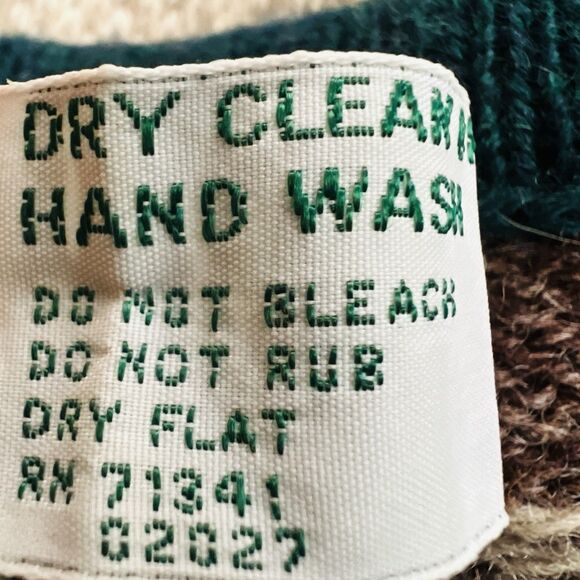 DRY CLEAN
HAND WASH
DO NOT BLEACH
DO NOT RUB
DRY FLAT
RN 71341
02027